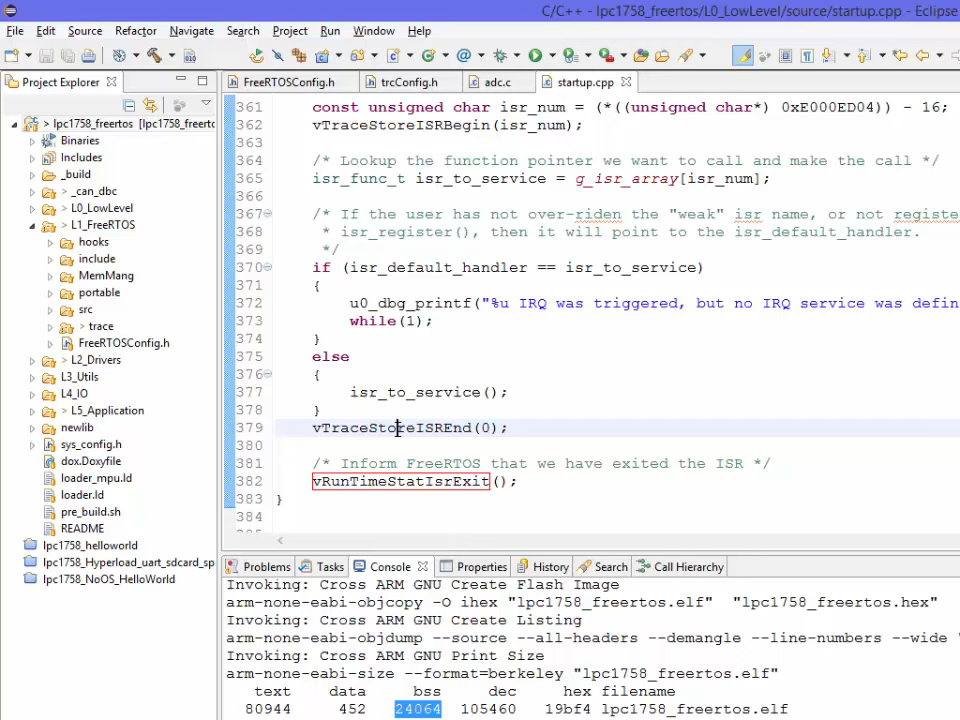 C/C++ - lpc1758_freertos/L0_LowLevel/source/startup.cpp - Eclipse
File Edit Source Refactor Navigate Search Project Run Window Help
Project Explorer
FreeRTOSConfig.h trcConfig.h adc.c startup.cpp
> lpc1758_freertos [lpc1758_freertc
Binaries
Includes
_build
> _can_dbc
> L0_LowLevel
> L1_FreeRTOS
hooks
include
MemMang
portable
src
> trace
FreeRTOSConfig.h
> L2_Drivers
L3_Utils
L4_IO
> L5_Application
newlib
sys_config.h
dox.Doxyfile
loader_mpu.ld
loader.ld
pre_build.sh
README
lpc1758_helloworld
lpc1758_Hyperload_uart_sdcard_sp
lpc1758_NoOS_HelloWorld
361 const unsigned char isr_num = (*((unsigned char*) 0xE000ED04)) - 16;
362 vTraceStoreISRBegin(isr_num);
363
364 /* Lookup the function pointer we want to call and make the call */
365 isr_func_t isr_to_service = g_isr_array[isr_num];
366
367 /* If the user has not over-riden the "weak" isr name, or not registe
368 * isr_register(), then it will point to the isr_default_handler.
369 */
370 if (isr_default_handler == isr_to_service)
371 {
372 u0_dbg_printf("%u IRQ was triggered, but no IRQ service was defin
373 while(1);
374 }
375 else
376 {
377 isr_to_service();
378 }
379 vTraceStoreISREnd(0);
380
381 /* Inform FreeRTOS that we have exited the ISR */
382 vRunTimeStatIsrExit();
383 }
384
Problems Tasks Console Properties History Search Call Hierarchy
Invoking: Cross ARM GNU Create Flash Image
arm-none-eabi-objcopy -O ihex "lpc1758_freertos.elf" "lpc1758_freertos.hex"
Invoking: Cross ARM GNU Create Listing
arm-none-eabi-objdump --source --all-headers --demangle --line-numbers --wide "
Invoking: Cross ARM GNU Print Size
arm-none-eabi-size --format=berkeley "lpc1758_freertos.elf"
text data bss dec hex filename
80944 452 24064 105460 19bf4 lpc1758_freertos.elf